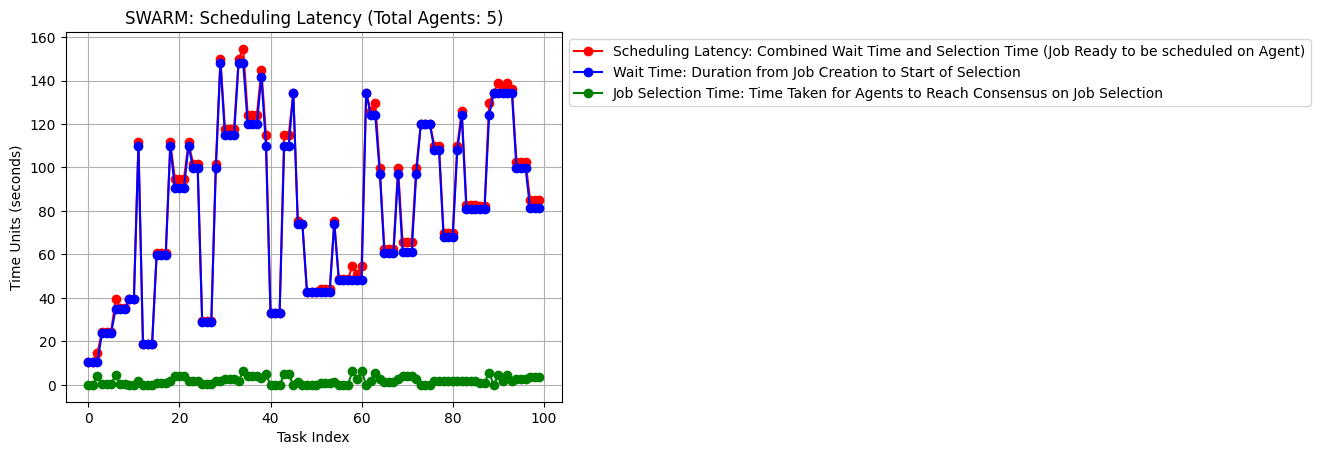 SWARM: Scheduling Latency (Total Agents: 5)
Scheduling Latency: Combined Wait Time and Selection Time (Job Ready to be scheduled on Agent)
Wait Time: Duration from Job Creation to Start of Selection
Job Selection Time: Time Taken for Agents to Reach Consensus on Job Selection
Time Units (seconds)
160
140
120
100
80
60
40
20
0
0 20 40 60 80 100
Task Index